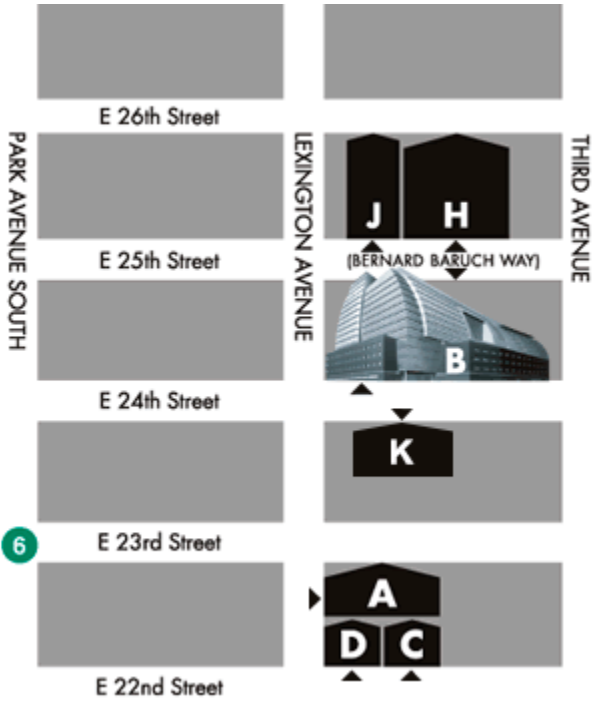 E 26th Street
PARK AVENUE SOUTH
LEXINGTON AVENUE
THIRD AVENUE
J
H
E 25th Street
(BERNARD BARUCH WAY)
B
E 24th Street
K
6
E 23rd Street
A
D
C
E 22nd Street